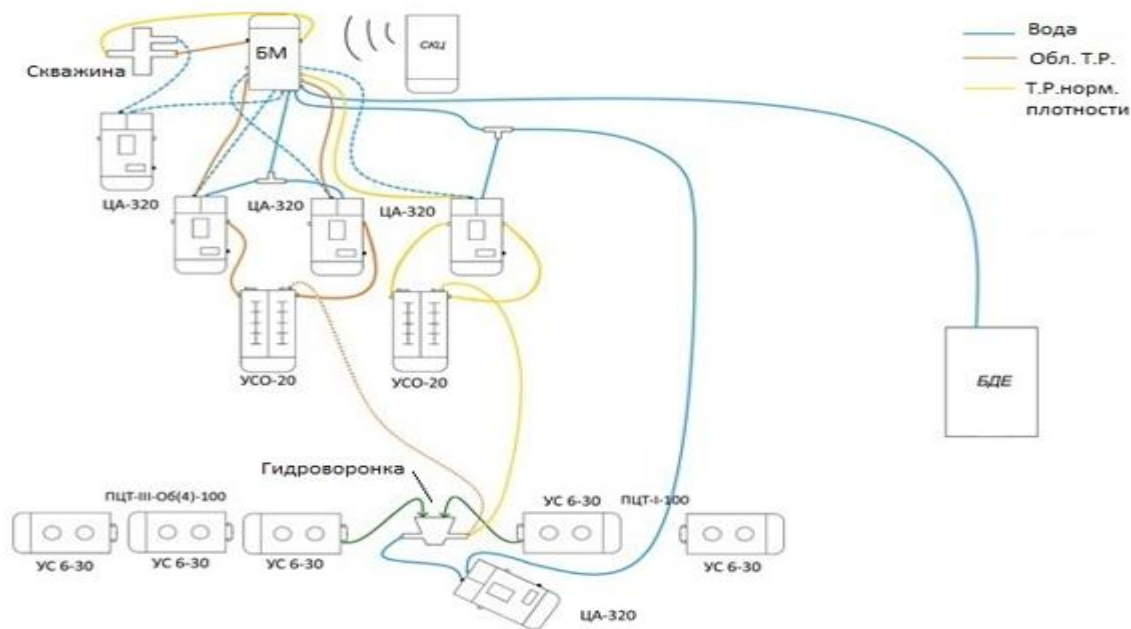 Скважина
БМ
скц
Вода
Обл. Т.Р.
Т.Р.норм.
плотности
ЦА-320
ЦА-320
ЦА-320
УСО-20
УСО-20
БДЕ
Гидроворонка
ПЦТ-III-Об(4)-100
УС 6-30
ПЦТ-I-100
УС 6-30
УС 6-30
УС 6-30
УС 6-30
ЦА-320